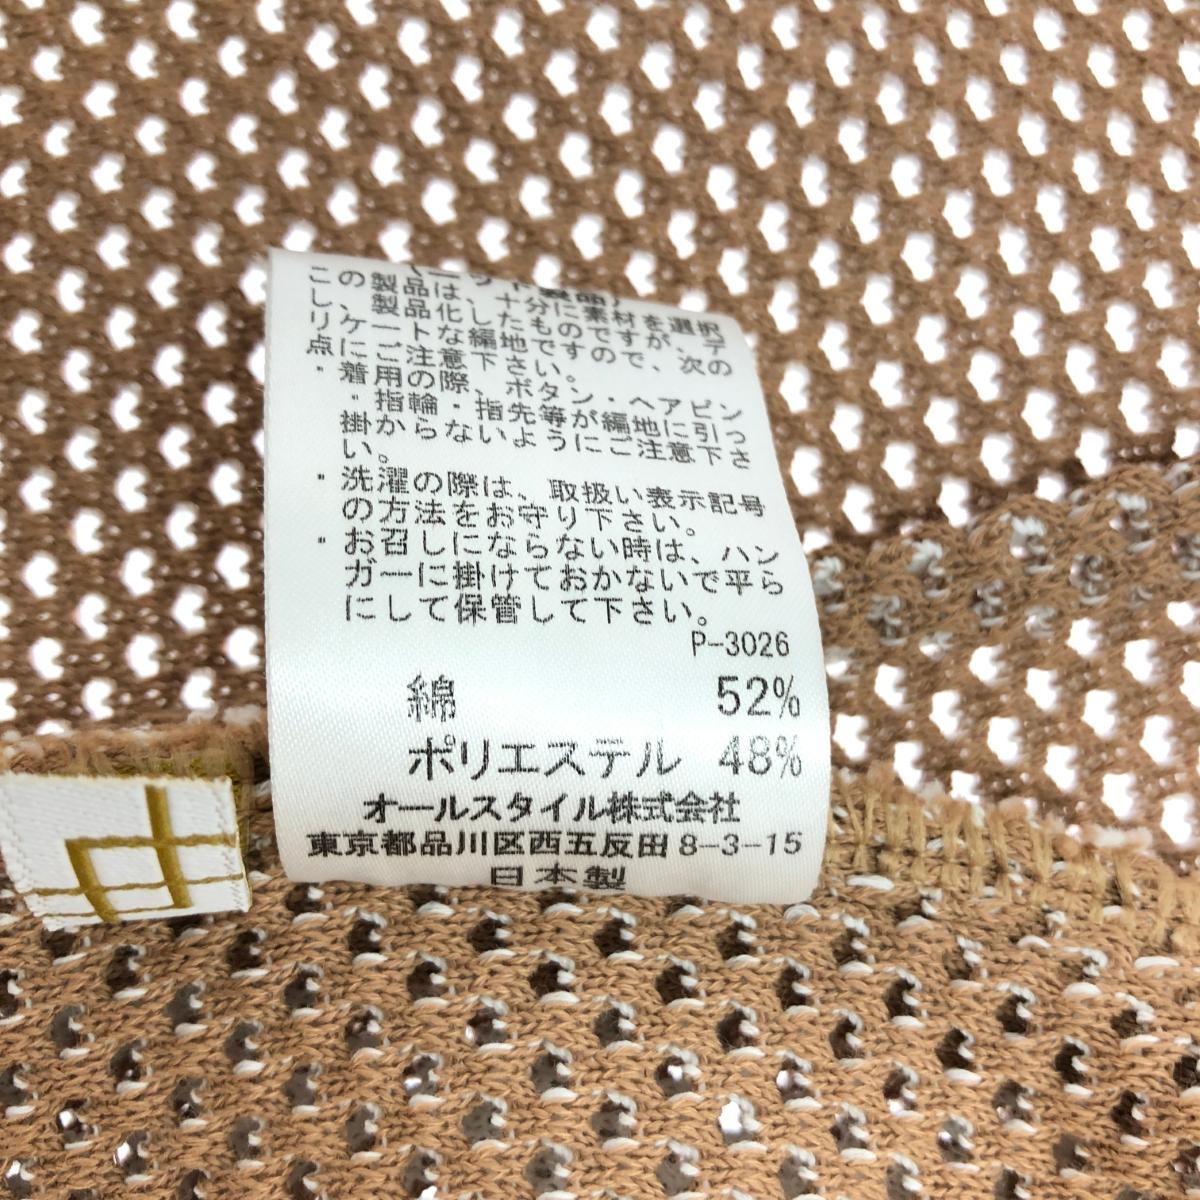 (ニット製品)
この製品は、十分に素材を選択
し、製品化した ものですが、デリ
ケートな編地ですので、次の
点にご注意下さい。
・着用の際、ボタン・ヘアピン
・指輪・指先等が編地に引っ
掛からないようにご注意下さ
い。
・洗濯の際は、取扱い表示記号
の方法をお守り下さい。
・お召しにならない時は、ハン
ガーに掛けておかないで平ら
にして保管して下さい。
P-3026
綿 52%
ポリエステル 48%
オールスタイル株式会社
東京都品川区西五反田8-3-15
日本製